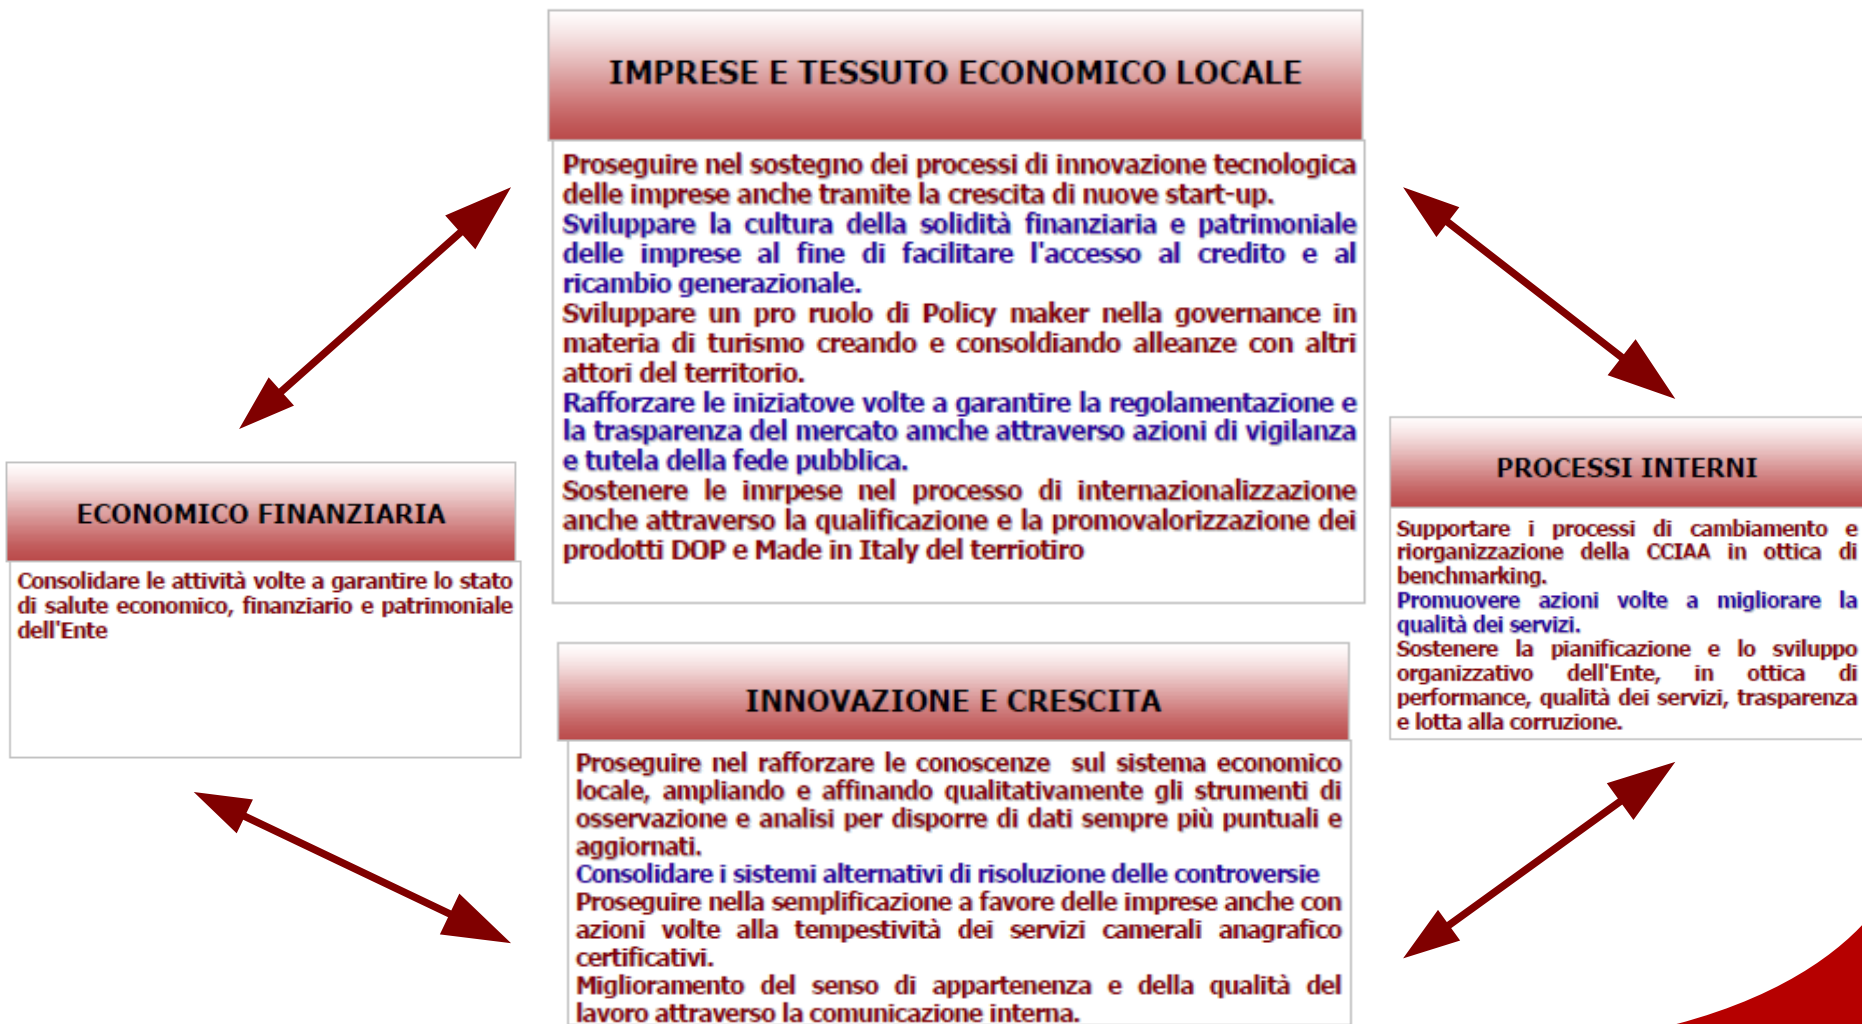 IMPRESE E TESSUTO ECONOMICO LOCALE
Proseguire nel sostegno dei processi di innovazione tecnologica
delle imprese anche tramite la crescita di nuove start-up.
Sviluppare la cultura della solidità finanziaria e patrimoniale
delle imprese al fine di facilitare l'accesso al credito e al
ricambio generazionale.
Sviluppare un pro ruolo di Policy maker nella governance in
materia di turismo creando e consoldiando alleanze con altri
attori del territorio.
Rafforzare le iniziatove volte a garantire la regolamentazione e
la trasparenza del mercato amche attraverso azioni di vigilanza
e tutela della fede pubblica.
Sostenere le imrpese nel processo di internazionalizzazione
anche attraverso la qualificazione e la promovalorizzazione dei
prodotti DOP e Made in Italy del terriotiro
ECONOMICO FINANZIARIA
Consolidare le attività volte a garantire lo stato
di salute economico, finanziario e patrimoniale
dell'Ente
PROCESSI INTERNI
Supportare i processi di cambiamento e
riorganizzazione della CCIAA in ottica di
benchmarking.
Promuovere azioni volte a migliorare la
qualità dei servizi.
Sostenere la pianificazione e lo sviluppo
organizzativo dell'Ente, in ottica di
performance, qualità dei servizi, trasparenza
e lotta alla corruzione.
INNOVAZIONE E CRESCITA
Proseguire nel rafforzare le conoscenze sul sistema economico
locale, ampliando e affinando qualitativamente gli strumenti di
osservazione e analisi per disporre di dati sempre più puntuali e
aggiornati.
Consolidare i sistemi alternativi di risoluzione delle controversie
Proseguire nella semplificazione a favore delle imprese anche con
azioni volte alla tempestività dei servizi camerali anagrafico
certificativi.
Miglioramento del senso di appartenenza e della qualità del
lavoro attraverso la comunicazione interna.